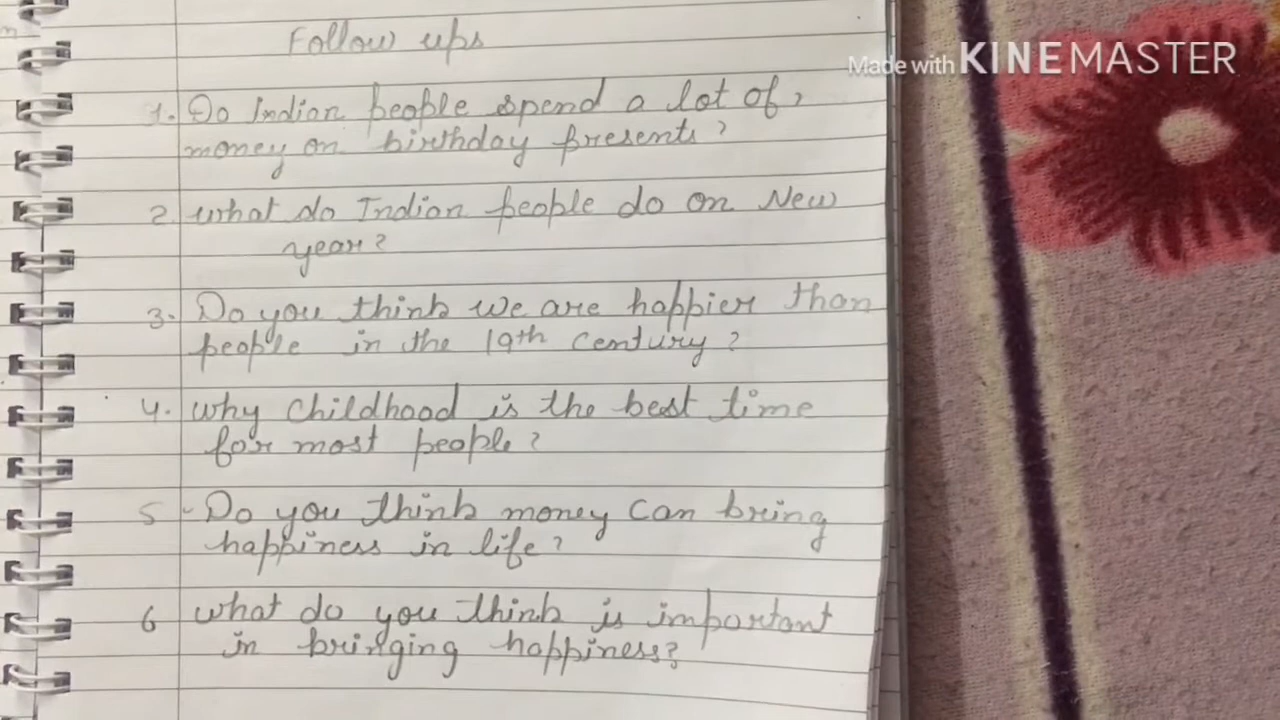 Follow ups
Made with KINEMASTER
1. Do Indian people spend a lot of
money on birthday presents?
2. what do Indian people do on New
year?
3. Do you think we are happier than
people in the 19th century?
4. why childhood is the best time
for most people?
5 - Do you think money can bring
happiness in life?
6 what do you think is important
in bringing happiness?